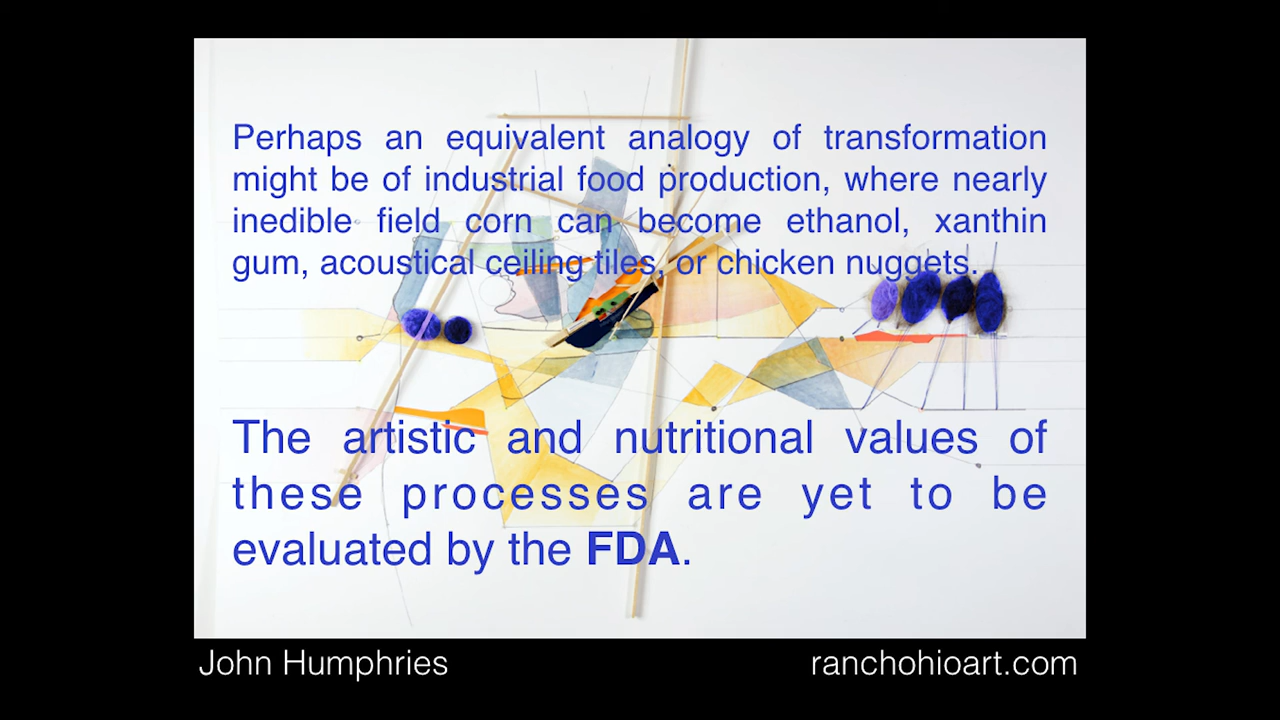 Perhaps an equivalent analogy of transformation
might be of industrial food production, where nearly
inedible field corn can become ethanol, xanthin
gum, acoustical ceiling tiles, or chicken nuggets.
The artistic and nutritional values of
these processes are yet to be
evaluated by the FDA.
John Humphries
ranchohioart.com